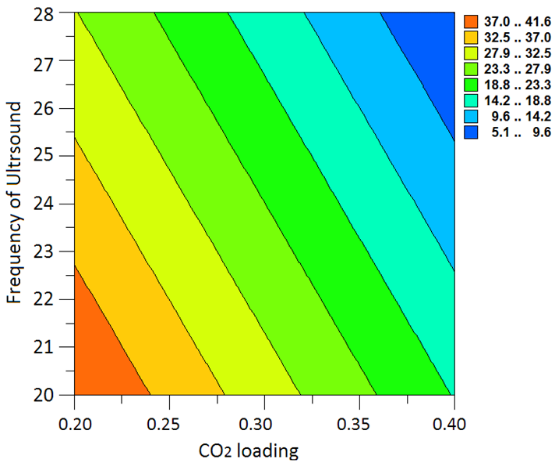 28
27
26
25
24
23
22
21
20
Frequency of Ultrsound
0.20
0.25
0.30
0.35
0.40
CO2 loading
37.0 .. 41.6
32.5 .. 37.0
27.9 .. 32.5
23.3 .. 27.9
18.8 .. 23.3
14.2 .. 18.8
9.6 .. 14.2
5.1 .. 9.6